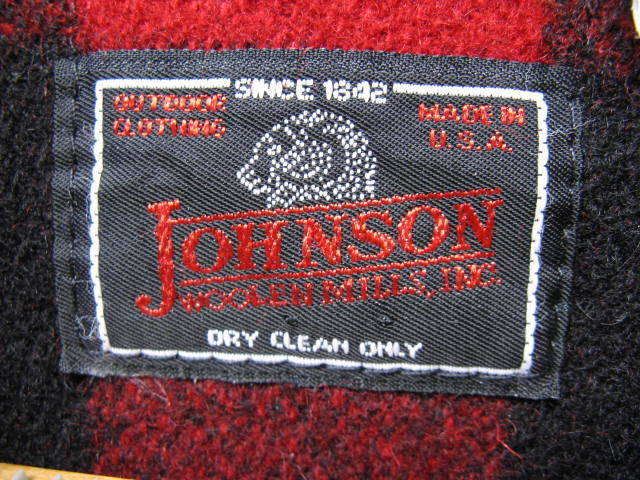 SINCE 1842
OUTDOOR
CLOTHING
MADE IN
U.S.A.
JOHNSON
WOOLEN MILLS, INC.
DRY CLEAN ONLY